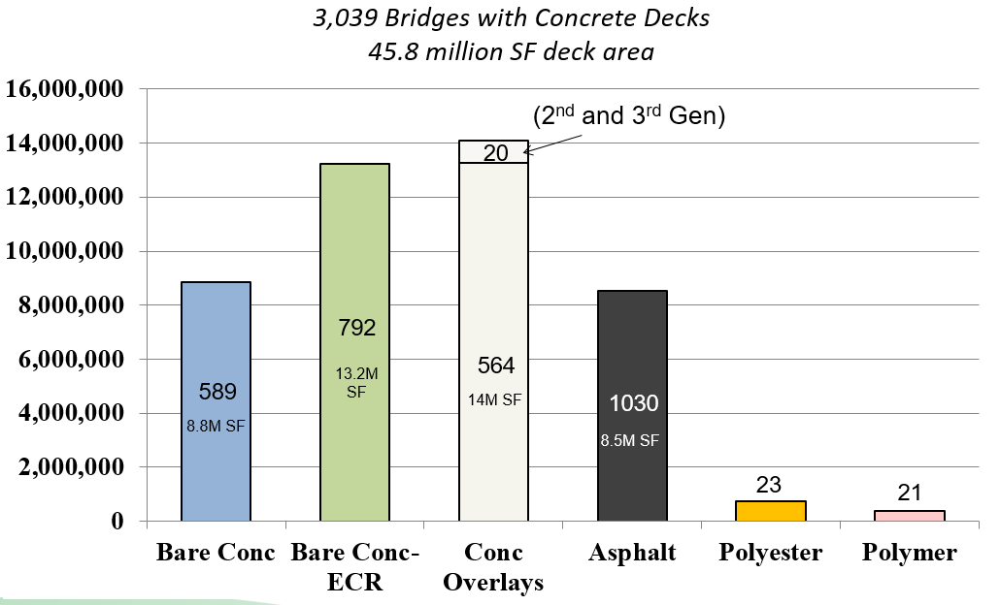 3,039 Bridges with Concrete Decks
45.8 million SF deck area
16,000,000
14,000,000
12,000,000
10,000,000
8,000,000
6,000,000
4,000,000
2,000,000
0
(2nd and 3rd Gen)
589
8.8M SF
792
13.2M
SF
20
564
14M SF
1030
8.5M SF
23
21
Bare Conc
Bare Conc-
ECR
Conc
Overlays
Asphalt
Polyester
Polymer